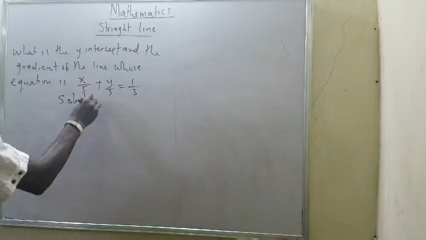 Mathematics
Straight line
what is the y intercept and the
gradient of the line whose
equation is x/5 + y/3 = 1/3